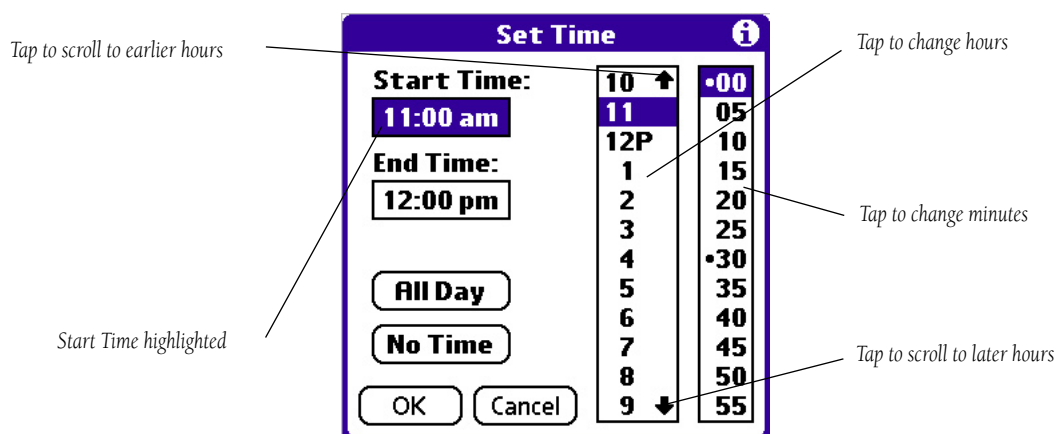 Set Time
Tap to scroll to earlier hours
Tap to change hours
Start Time:
11:00 am
End Time:
12:00 pm
All Day
No Time
OK
Cancel
10
11
12P
1
2
3
4
5
6
7
8
9
•00
05
10
15
20
25
•30
35
40
45
50
55
Tap to change minutes
Start Time highlighted
Tap to scroll to later hours